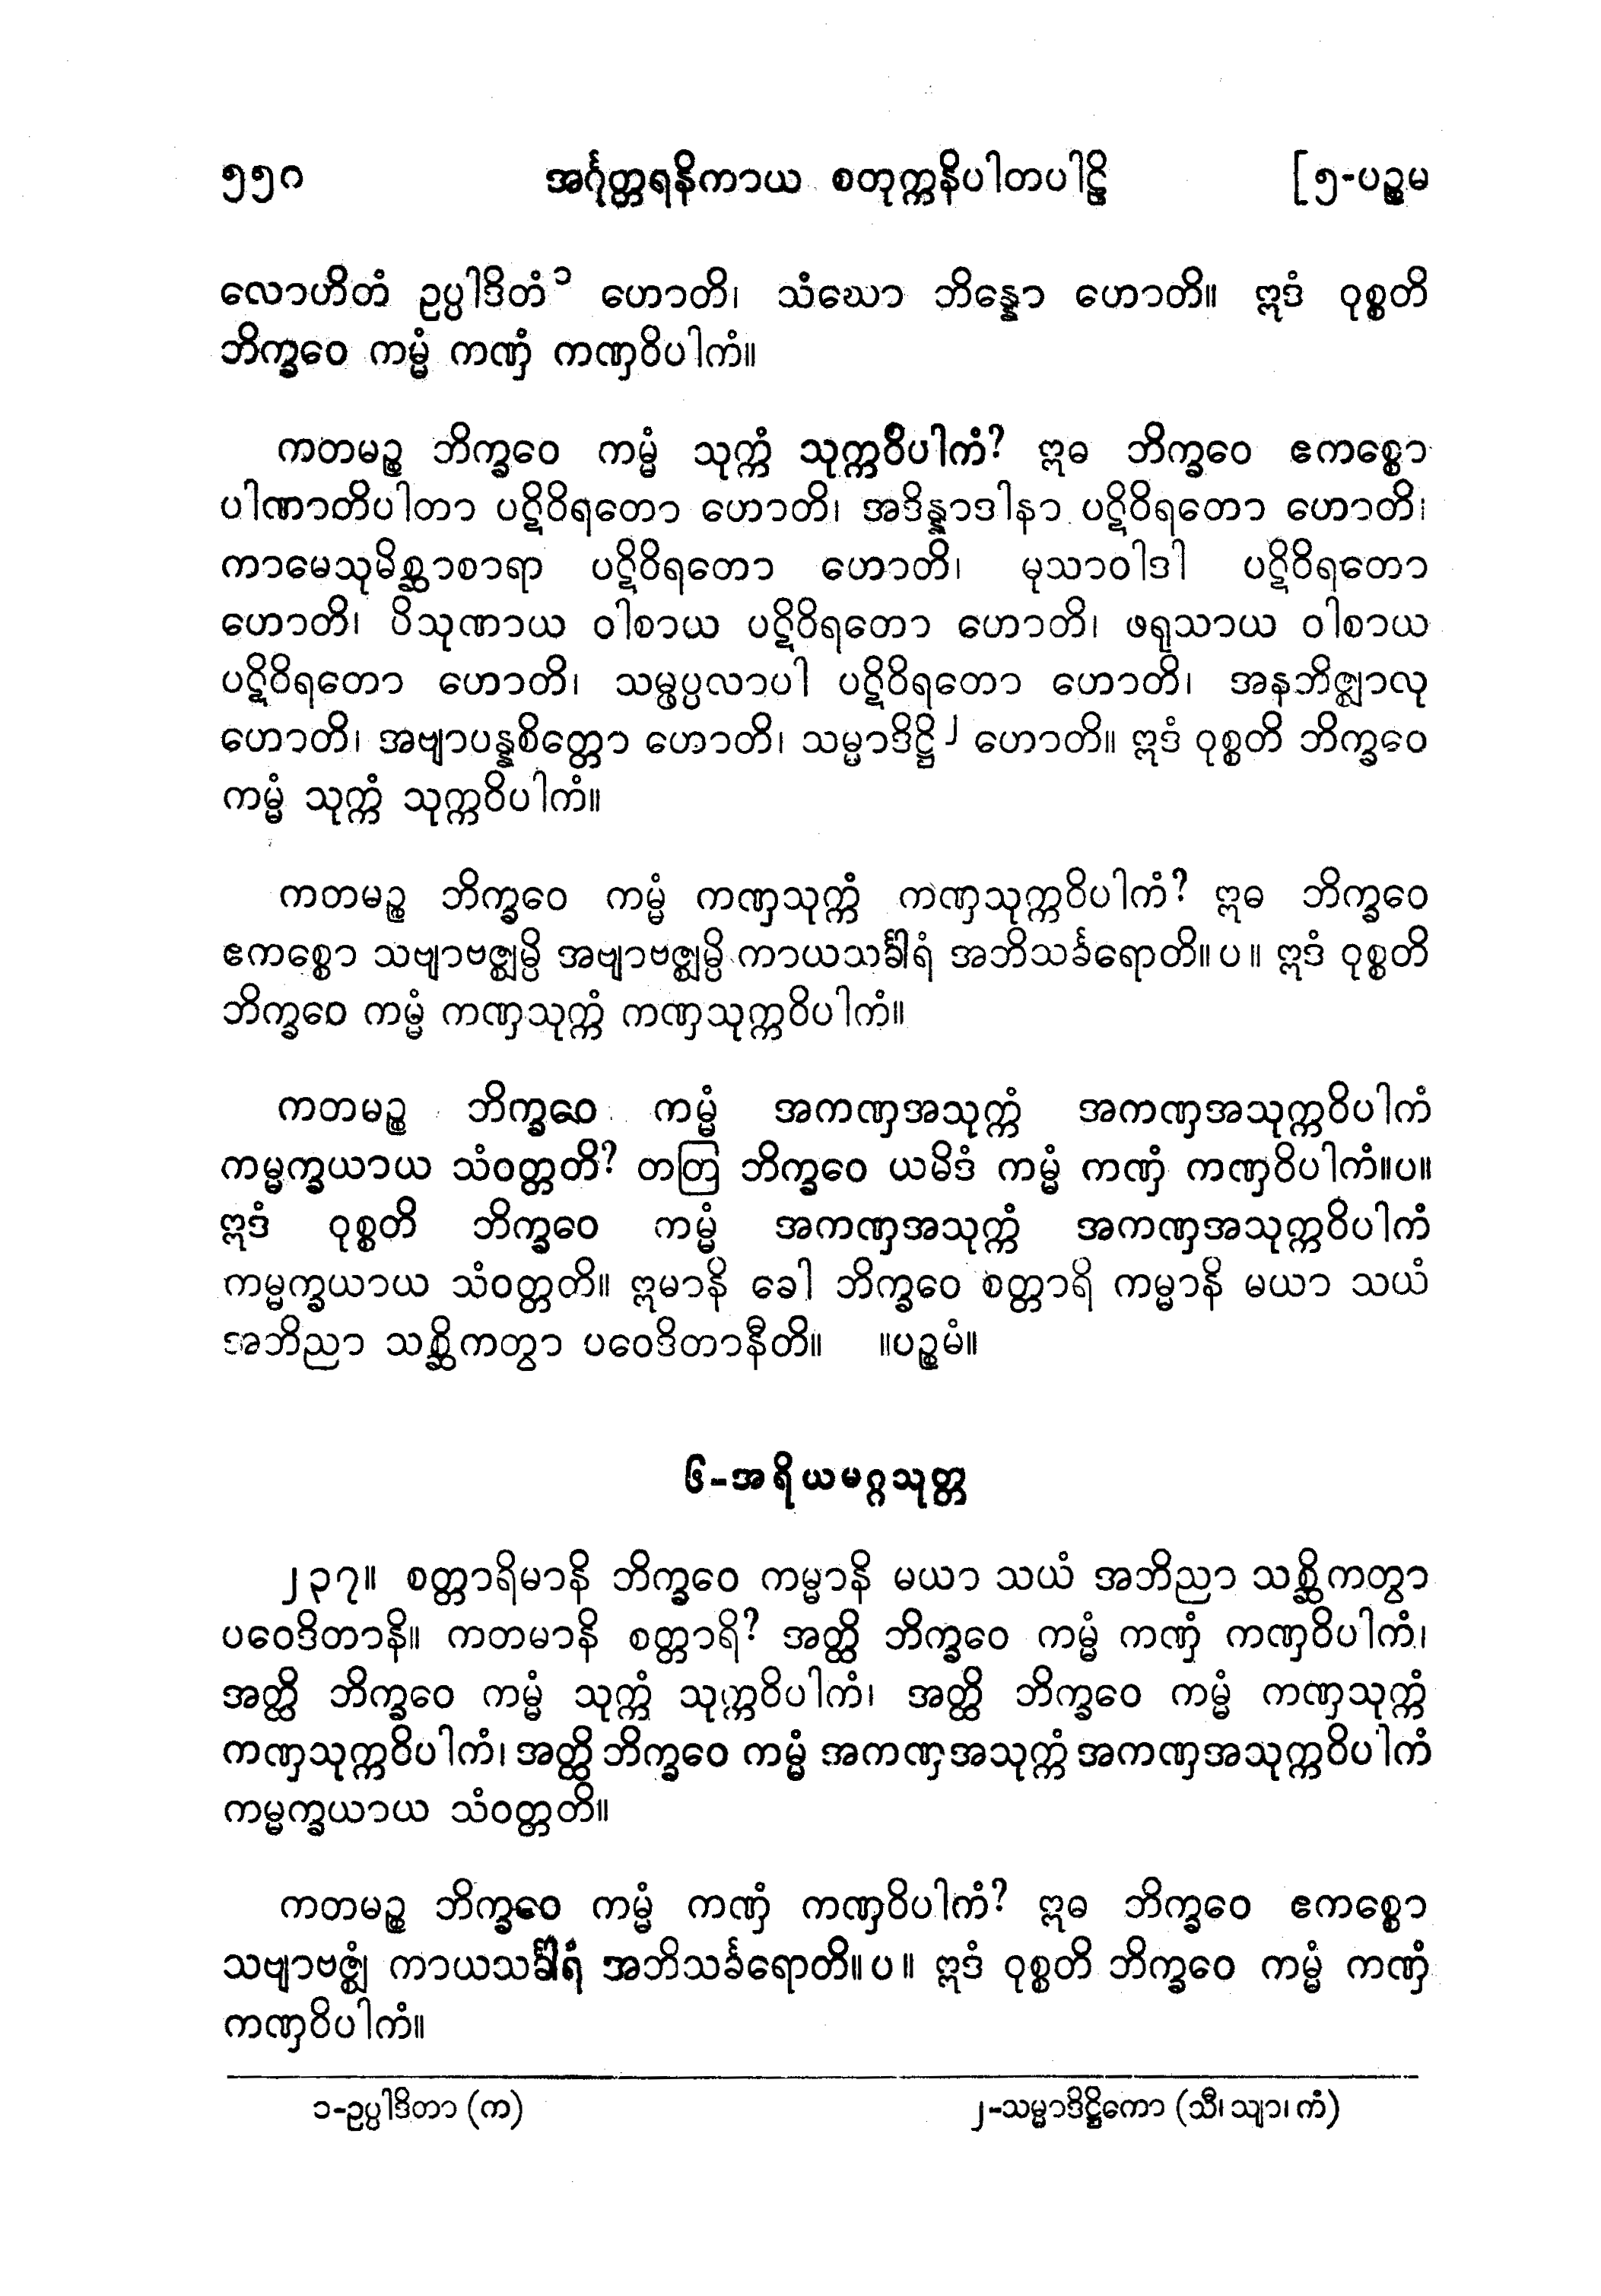 ၅၅၀ အင်္ဂုတ္တရနိကာယ စတုက္ကနိပါတပါဠိ [၅-ပဉ္စမ
လောဟိတံ ဥပ္ပါဒိတံ၁ ဟောတိ၊ သံဃော ဘိန္နော ဟောတိ။ ဣဒံ ဝုစ္စတိ
ဘိက္ခဝေ ကမ္မံ ကဏှံ ကဏှဝိပါကံ။
ကတမဉ္စ ဘိက္ခဝေ ကမ္မံ သုက္ကံ သုက္ကဝိပါကံ? ဣဓ ဘိက္ခဝေ ဧကစ္စော
ပါဏာတိပါတာ ပဋိဝိရတော ဟောတိ၊ အဒိန္နာဒါနာ ပဋိဝိရတော ဟောတိ၊
ကာမေသုမိစ္ဆာစာရာ ပဋိဝိရတော ဟောတိ၊ မုသာဝါဒါ ပဋိဝိရတော
ဟောတိ၊ ပိသုဏာယ ဝါစာယ ပဋိဝိရတော ဟောတိ၊ ဖရုသာယ ဝါစာယ
ပဋိဝိရတော ဟောတိ၊ သမ္ဖပ္ပလာပါ ပဋိဝိရတော ဟောတိ၊ အနဘိဇ္ဈာလု
ဟောတိ၊ အဗျာပန္နစိတ္တော ဟောတိ၊ သမ္မာဒိဋ္ဌိ၂ ဟောတိ။ ဣဒံ ဝုစ္စတိ ဘိက္ခဝေ
ကမ္မံ သုက္ကံ သုက္ကဝိပါကံ။
ကတမဉ္စ ဘိက္ခဝေ ကမ္မံ ကဏှသုက္ကံ ကဏှသုက္ကဝိပါကံ? ဣဓ ဘိက္ခဝေ
ဧကစ္စော သဗျာဗဇ္ဈမ္ပိ အဗျာဗဇ္ဈမ္ပိ ကာယသင်္ခါရံ အဘိသင်္ခရောတိ။ပ။ ဣဒံ ဝုစ္စတိ
ဘိက္ခဝေ ကမ္မံ ကဏှသုက္ကံ ကဏှသုက္ကဝိပါကံ။
ကတမဉ္စ ဘိက္ခဝေ ကမ္မံ အကဏှအသုက္ကံ အကဏှအသုက္ကဝိပါကံ
ကမ္မက္ခယာယ သံဝတ္တတိ? တတြ ဘိက္ခဝေ ယမိဒံ ကမ္မံ ကဏှံ ကဏှဝိပါကံ။ပ။
ဣဒံ ဝုစ္စတိ ဘိက္ခဝေ ကမ္မံ အကဏှအသုက္ကံ အကဏှအသုက္ကဝိပါကံ
ကမ္မက္ခယာယ သံဝတ္တတိ။ ဣမာနိ ခေါ ဘိက္ခဝေ စတ္တာရိ ကမ္မာနိ မယာ သယံ
အဘိညာ သစ္ဆိကတွာ ပဝေဒိတာနီတိ။ ။ပဉ္စမံ။
၆-အရိယမဂ္ဂသုတ္တ
၂၃၇။ စတ္တာရိမာနိ ဘိက္ခဝေ ကမ္မာနိ မယာ သယံ အဘိညာ သစ္ဆိကတွာ
ပဝေဒိတာနိ။ ကတမာနိ စတ္တာရိ? အတ္ထိ ဘိက္ခဝေ ကမ္မံ ကဏှံ ကဏှဝိပါကံ၊
အတ္ထိ ဘိက္ခဝေ ကမ္မံ သုက္ကံ သုက္ကဝိပါကံ၊ အတ္ထိ ဘိက္ခဝေ ကမ္မံ ကဏှသုက္ကံ
ကဏှသုက္ကဝိပါကံ၊ အတ္ထိ ဘိက္ခဝေ ကမ္မံ အကဏှအသုက္ကံ အကဏှအသုက္ကဝိပါကံ
ကမ္မက္ခယာယ သံဝတ္တတိ။
ကတမဉ္စ ဘိက္ခဝေ ကမ္မံ ကဏှံ ကဏှဝိပါကံ? ဣဓ ဘိက္ခဝေ ဧကစ္စော
သဗျာဗဇ္ဈံ ကာယသင်္ခါရံ အဘိသင်္ခရောတိ။ပ။ ဣဒံ ဝုစ္စတိ ဘိက္ခဝေ ကမ္မံ ကဏှံ
ကဏှဝိပါကံ။
၁-ဥပ္ပါဒိတာ (က) ၂-သမ္မာဒိဋ္ဌိကော (သီ၊ သျာ၊ ကံ)